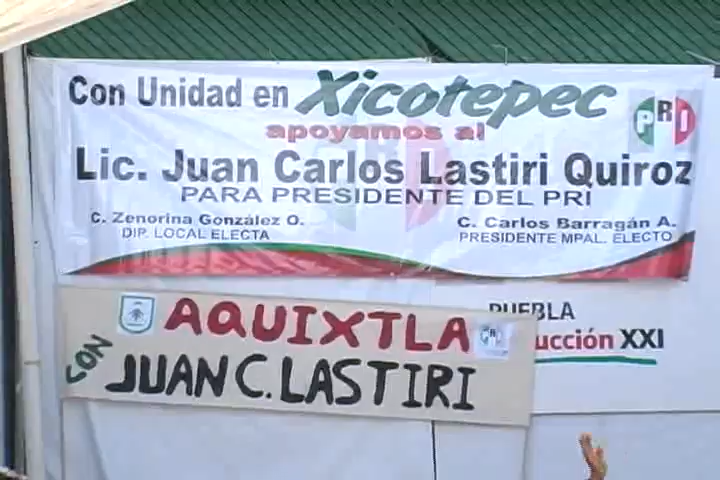 Con Unidad en Xicotepec
apoyamos al
PRI
Lic. Juan Carlos Lastiri Quiroz
PARA PRESIDENTE DEL PRI
C. Zenorina González O.
DIP. LOCAL ELECTA
C. Carlos Barragán A.
PRESIDENTE MPAL. ELECTO
PUEBLA
ucción XXI
AQUIXTLA
PRI
CON
JUAN C. LASTIRI